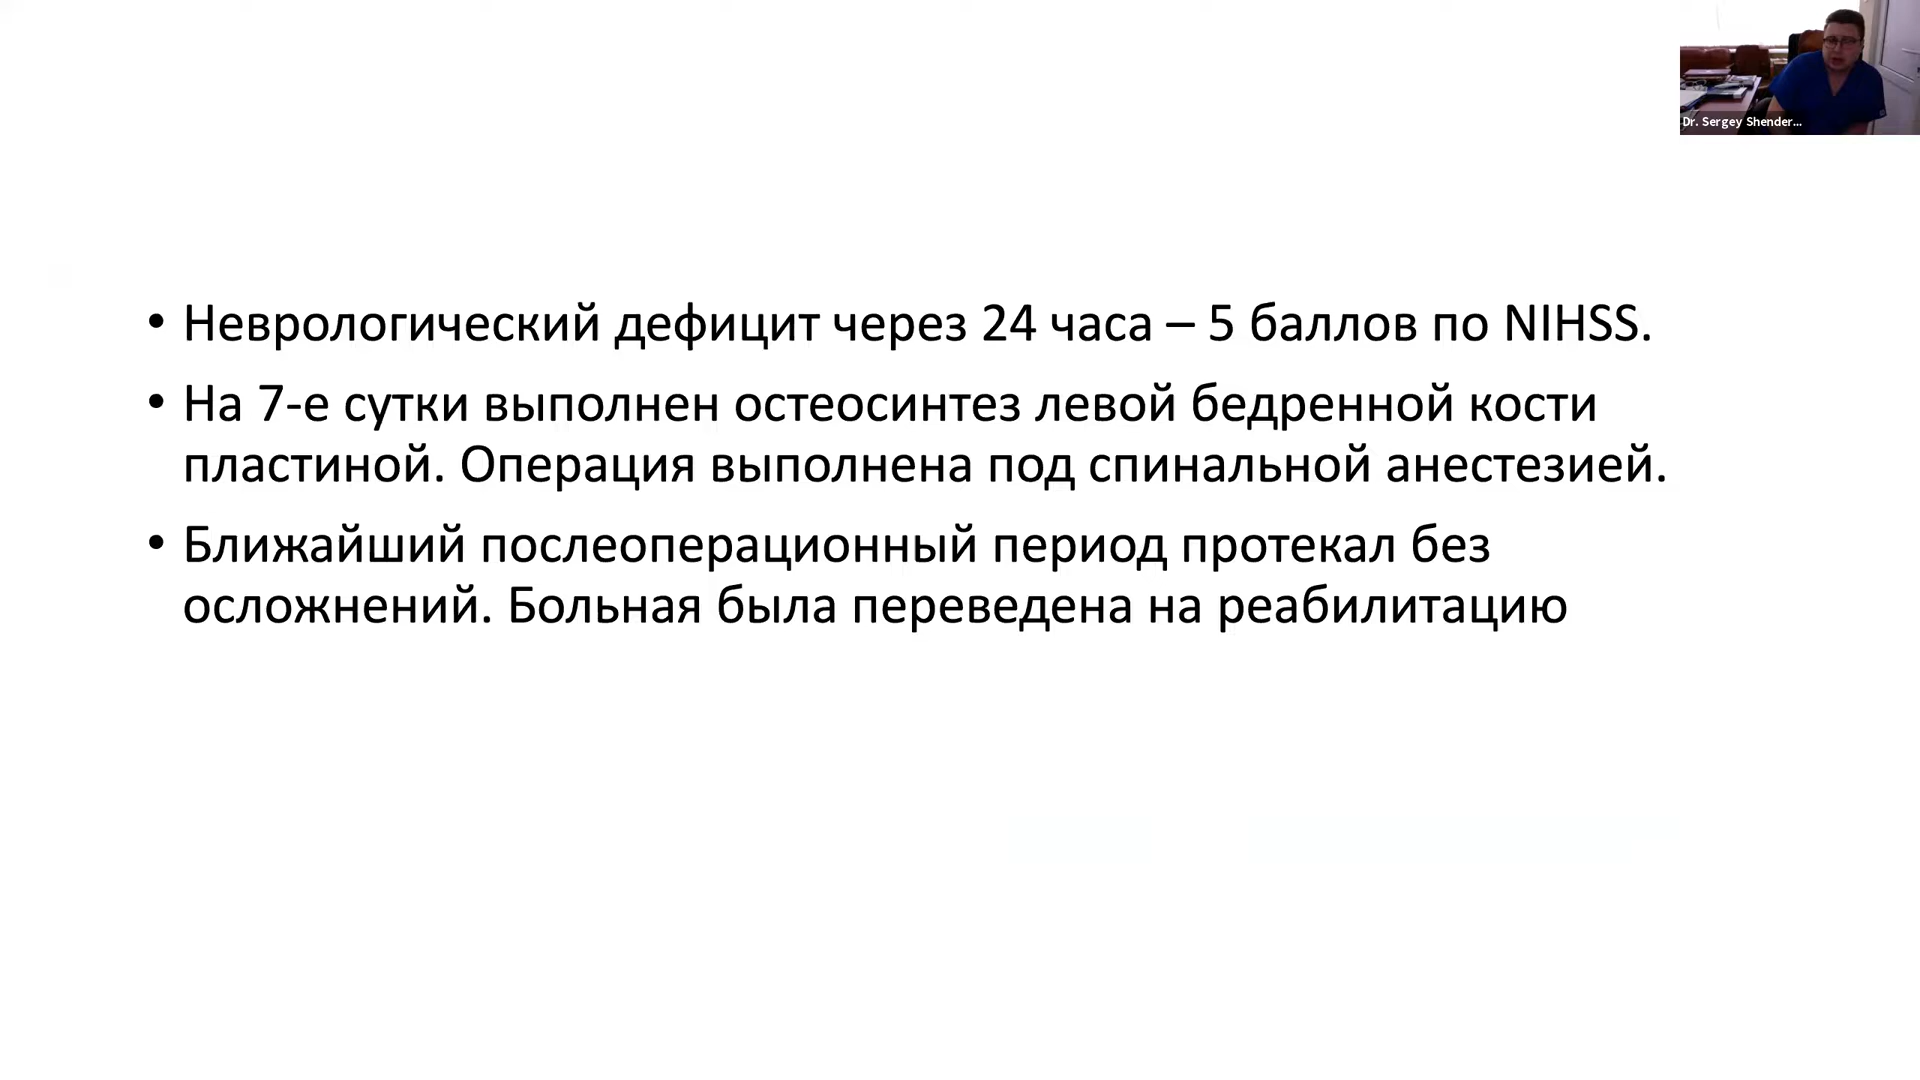 Dr. Sergey Shender...
• Неврологический дефицит через 24 часа – 5 баллов по NIHSS.
• На 7-е сутки выполнен остеосинтез левой бедренной кости
пластиной. Операция выполнена под спинальной анестезией.
• Ближайший послеоперационный период протекал без
осложнений. Больная была переведена на реабилитацию